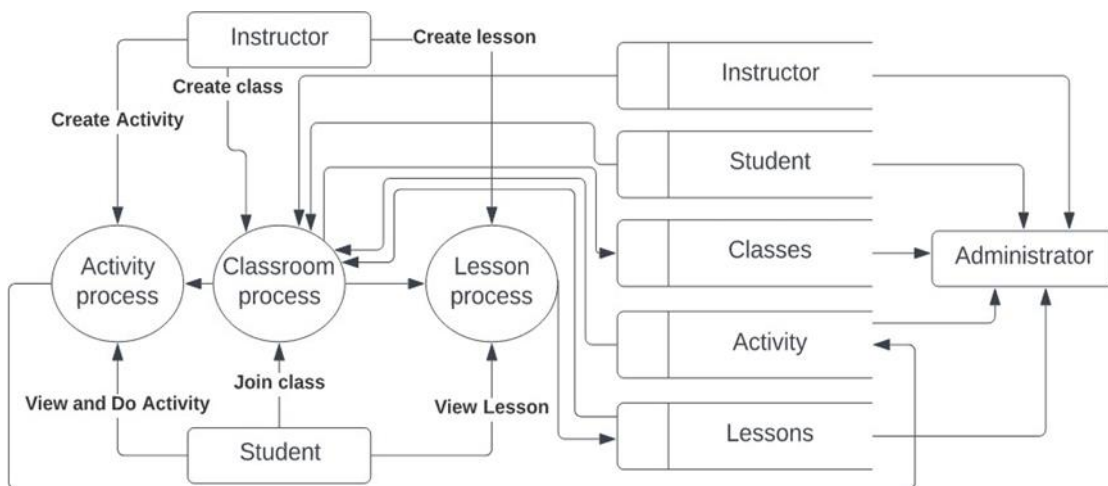 Instructor
Create lesson
Create class
Create Activity
Instructor
Student
Classes
Activity
Lessons
Administrator
Activity
process
Classroom
process
Lesson
process
Join class
View and Do Activity
View Lesson
Student